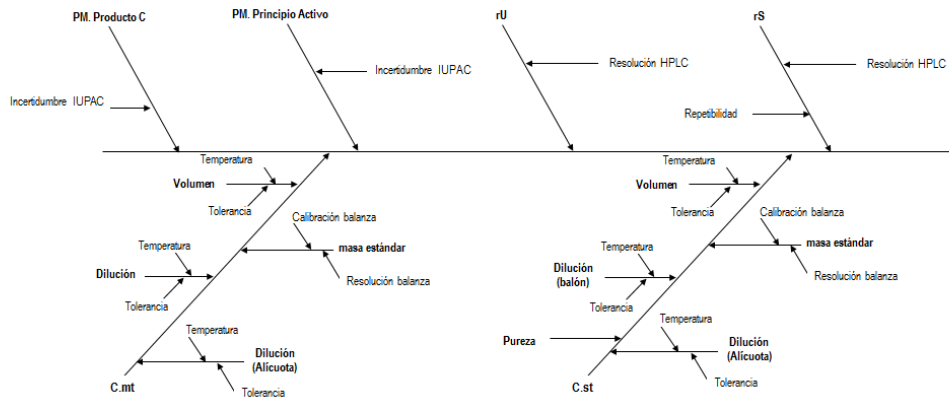 PM. Producto C
PM. Principio Activo
rU
rS
Incertidumbre IUPAC
Incertidumbre IUPAC
Resolución HPLC
Resolución HPLC
Repetibilidad
Temperatura
Volumen
Tolerancia
Calibración balanza
masa estándar
Resolución balanza
Temperatura
Dilución
Tolerancia
Temperatura
Dilución
(Alícuota)
Tolerancia
C.mt
Temperatura
Volumen
Tolerancia
Calibración balanza
masa estándar
Resolución balanza
Temperatura
Dilución
(balón)
Tolerancia
Pureza
Temperatura
Dilución
(Alícuota)
Tolerancia
C.st